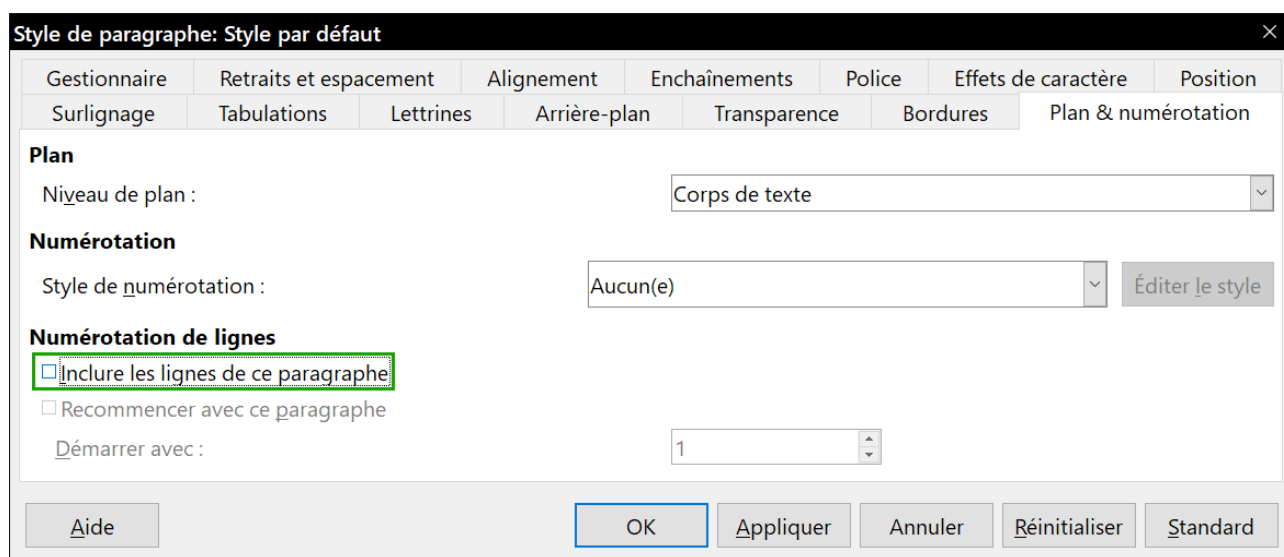 Style de paragraphe: Style par défaut
Gestionnaire Retraits et espacement Alignement Enchaînements Police Effets de caractère Position
Surlignage Tabulations Lettrines Arrière-plan Transparence Bordures Plan & numérotation
Plan
Niveau de plan : Corps de texte
Numérotation
Style de numérotation : Aucun(e) Éditer le style
Numérotation de lignes
Inclure les lignes de ce paragraphe
Recommencer avec ce paragraphe
Démarrer avec : 1
Aide OK Appliquer Annuler Réinitialiser Standard